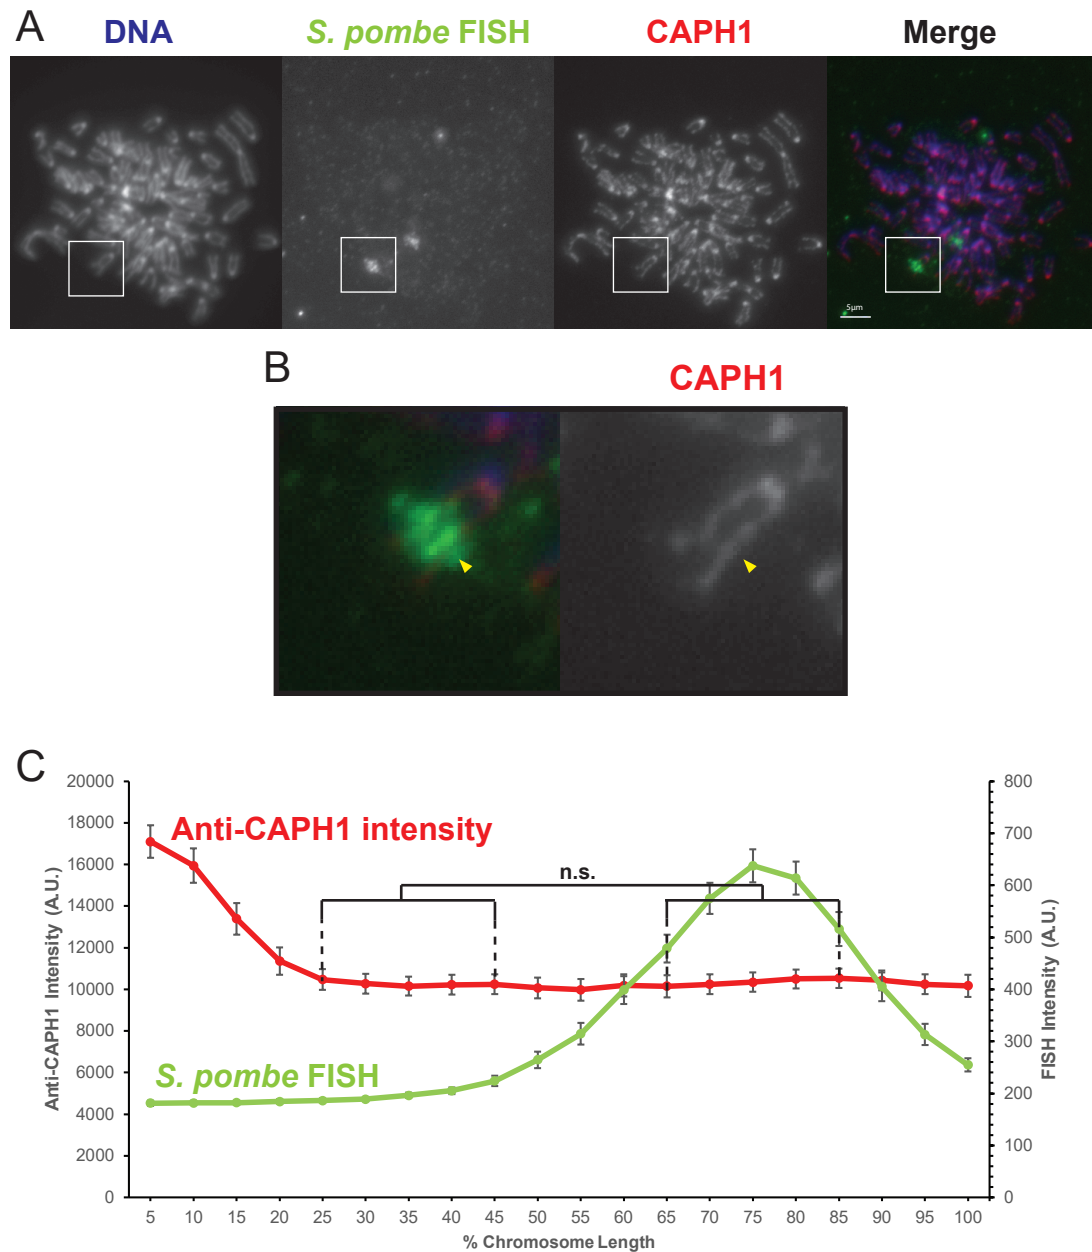 A
DNA
S. pombe FISH
CAPH1
Merge
5μm
B
CAPH1
C
20000
18000
16000
14000
12000
10000
8000
6000
4000
2000
0
Anti-CAPH1 Intensity (A.U.)
Anti-CAPH1 intensity
n.s.
S. pombe FISH
800
700
600
500
400
300
200
100
0
FISH Intensity (A.U.)
5 10 15 20 25 30 35 40 45 50 55 60 65 70 75 80 85 90 95 100
% Chromosome Length